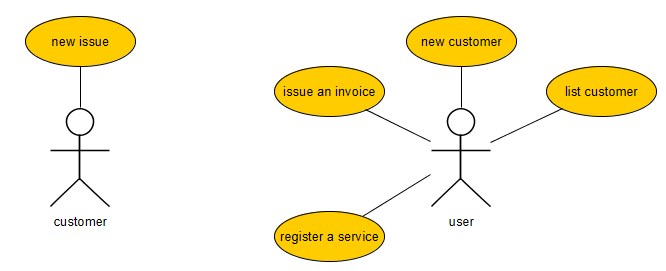 new issue
new customer
issue an invoice
list customer
customer
user
register a service